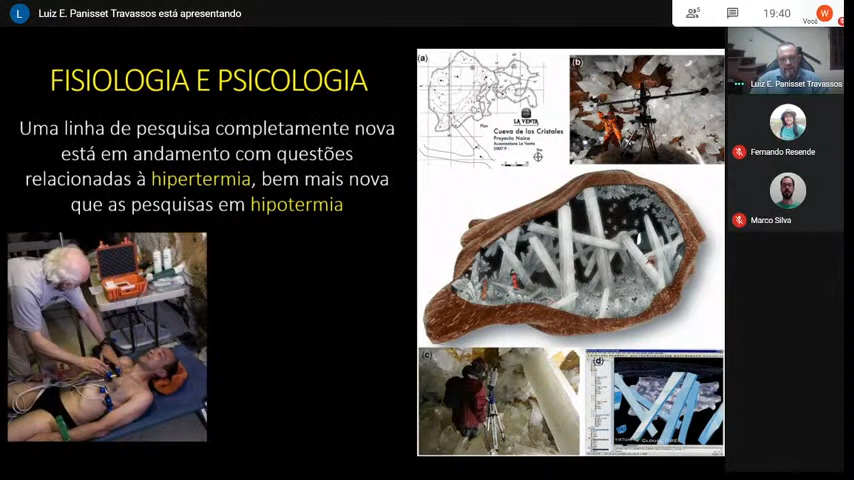 L Luiz E. Panisset Travassos está apresentando
5
19:40
W
Você
FISIOLOGIA E PSICOLOGIA
Uma linha de pesquisa completamente nova
está em andamento com questões
relacionadas à hipertermia, bem mais nova
que as pesquisas em hipotermia
(a)
LA VENTA
Cueva de los Cristales
Proyecto Naica
(b)
(c)
(d)
Luiz E. Panisset Travassos
Fernando Resende
Marco Silva